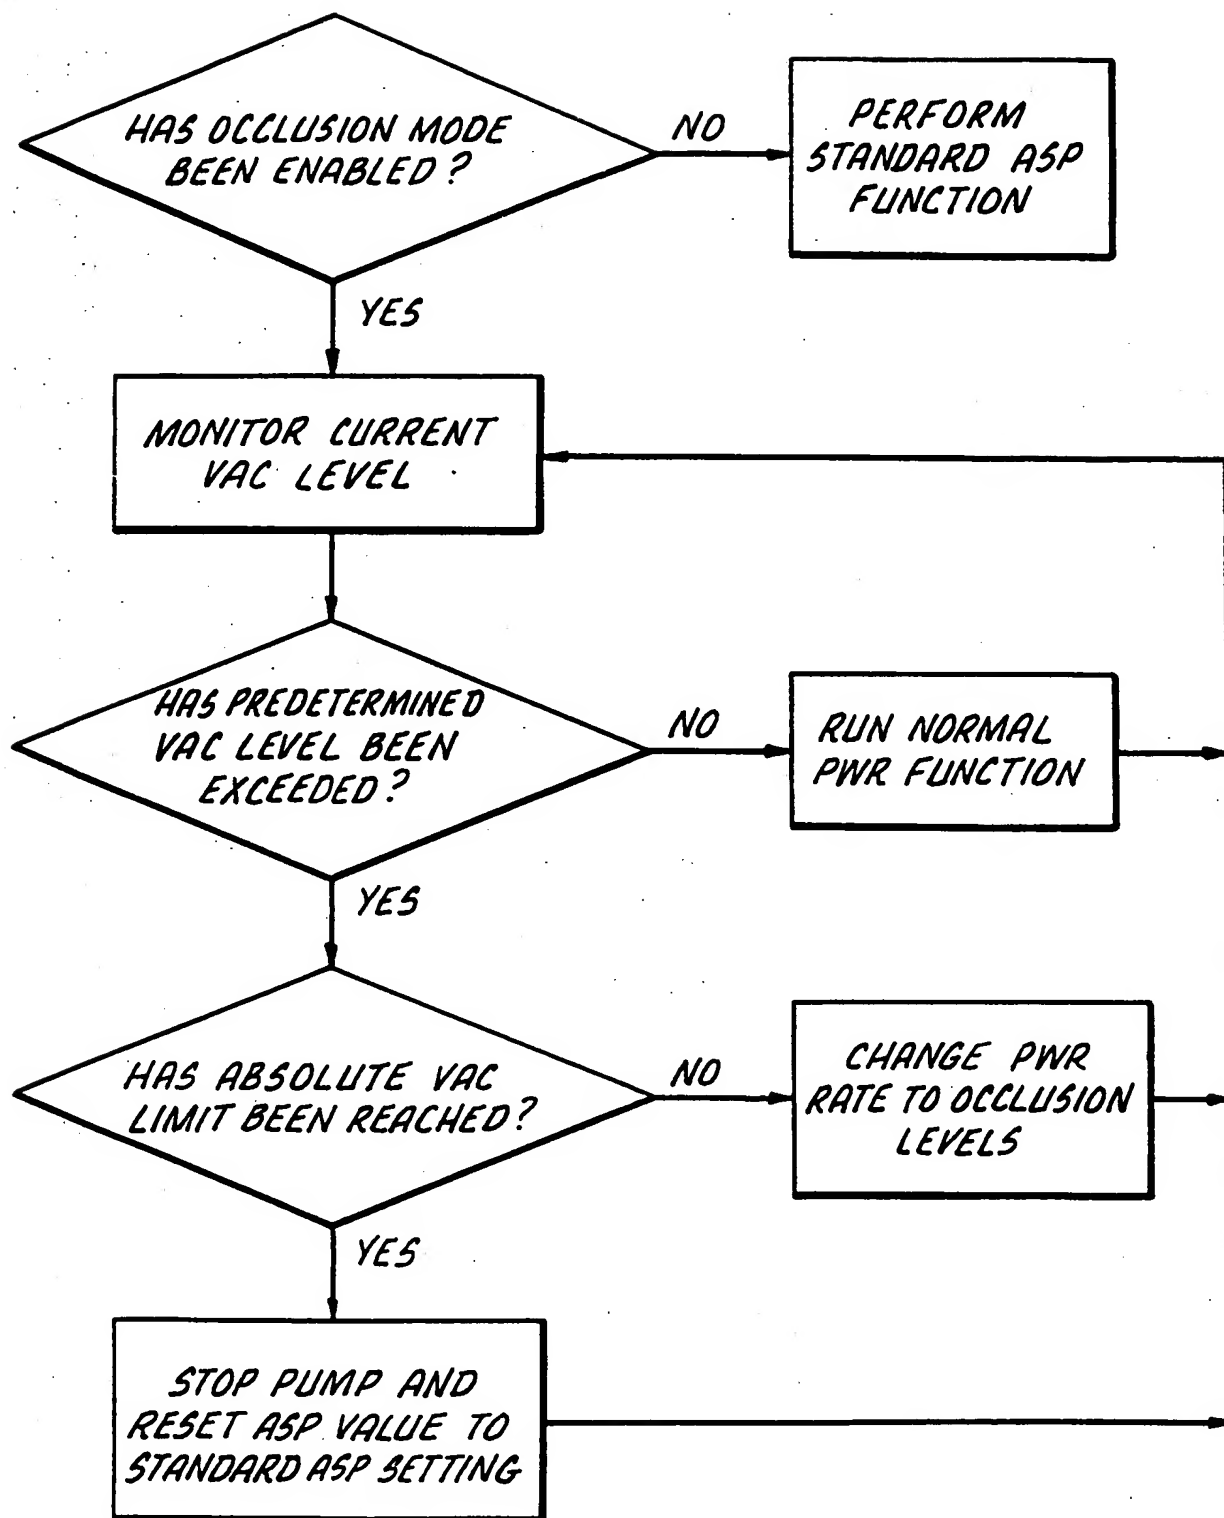 HAS OCCLUSION MODE
BEEN ENABLED?
NO
PERFORM
STANDARD ASP
FUNCTION
YES
MONITOR CURRENT
VAC LEVEL
HAS PREDETERMINED
VAC LEVEL BEEN
EXCEEDED?
NO
RUN NORMAL
PWR FUNCTION
YES
HAS ABSOLUTE VAC
LIMIT BEEN REACHED?
NO
CHANGE PWR
RATE TO OCCLUSION
LEVELS
YES
STOP PUMP AND
RESET ASP VALUE TO
STANDARD ASP SETTING